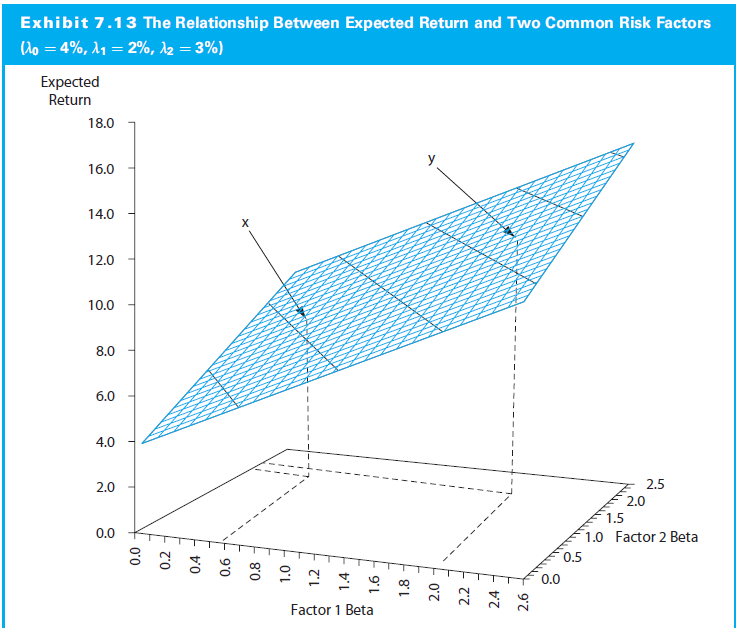 Exhibit 7.13 The Relationship Between Expected Return and Two Common Risk Factors
(λ₀ = 4%, λ₁ = 2%, λ₂ = 3%)
Expected
Return
18.0
16.0
14.0
12.0
10.0
8.0
6.0
4.0
2.0
0.0
x
y
2.5
2.0
1.5
1.0 Factor 2 Beta
0.5
0.0
0.0 0.2 0.4 0.6 0.8 1.0 1.2 1.4 1.6 1.8 2.0 2.2 2.4 2.6
Factor 1 Beta